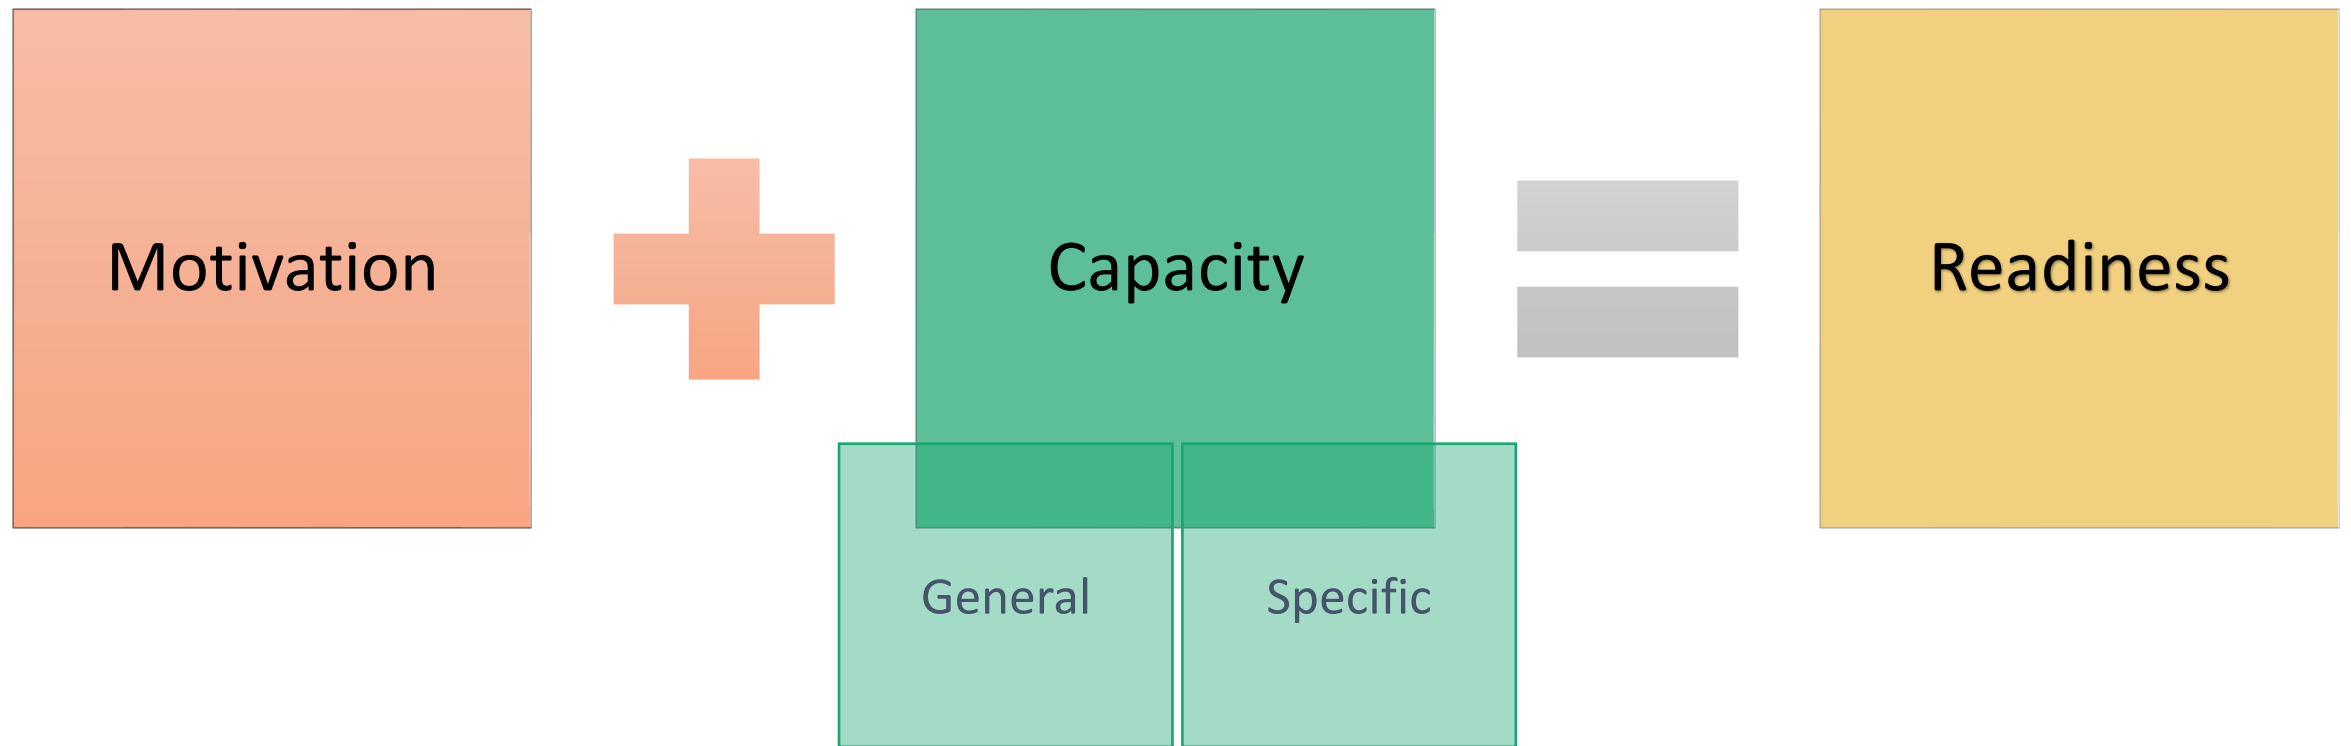 Motivation
Capacity
Readiness
General
Specific